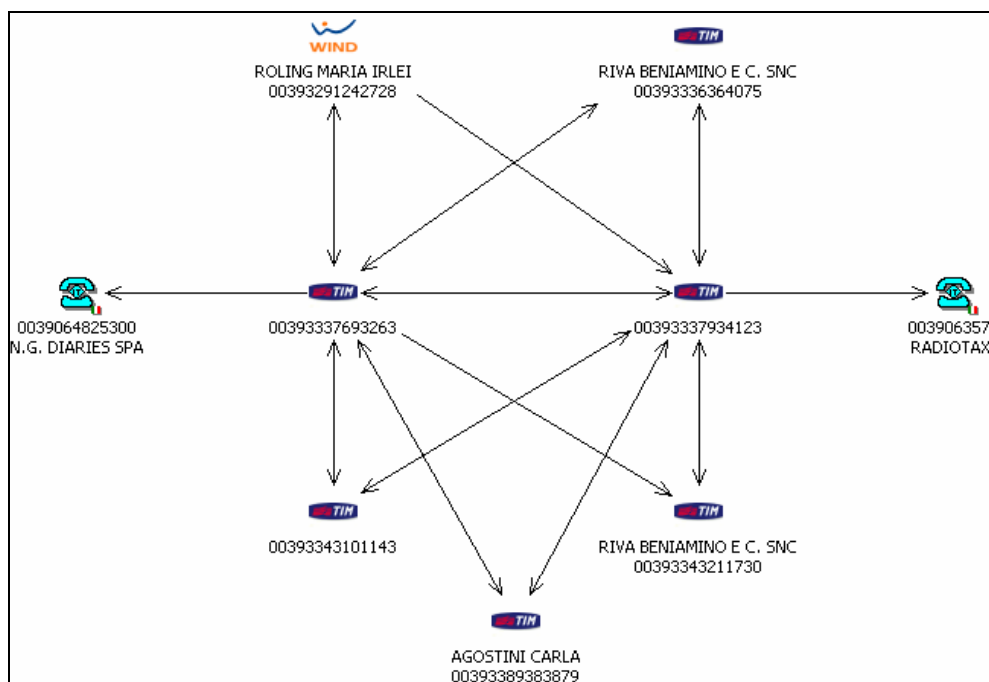 WIND
TIM
ROLING MARIA IRLEI
00393291242728
RIVA BENIAMINO E C. SNC
00393336364075
TIM
TIM
0039064825300
N.G. DIARIES SPA
00393337693263
00393337934123
003906357
RADIOTAX
TIM
TIM
00393343101143
RIVA BENIAMINO E C. SNC
00393343211730
TIM
AGOSTINI CARLA
00393389383879